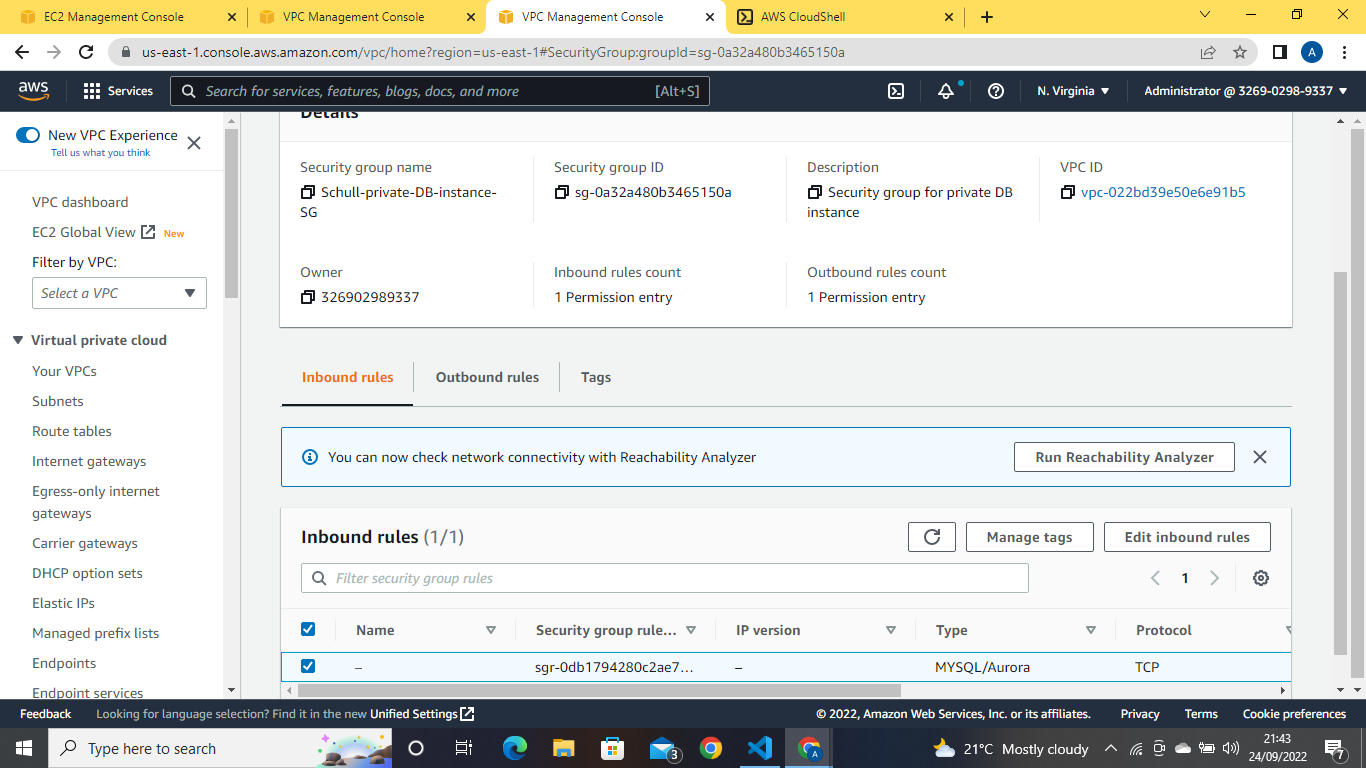 EC2 Management Console
VPC Management Console
VPC Management Console
AWS CloudShell
us-east-1.console.aws.amazon.com/vpc/home?region=us-east-1#SecurityGroup:groupId=sg-0a32a480b3465150a
A
aws
Services
Search for services, features, blogs, docs, and more
[Alt+S]
N. Virginia
Administrator @ 3269-0298-9337
New VPC Experience
Tell us what you think
VPC dashboard
EC2 Global View New
Filter by VPC:
Select a VPC
Virtual private cloud
Your VPCs
Subnets
Route tables
Internet gateways
Egress-only internet
gateways
Carrier gateways
DHCP option sets
Elastic IPs
Managed prefix lists
Endpoints
Endpoint services
Details
Security group name
Schull-private-DB-instance-
SG
Security group ID
sg-0a32a480b3465150a
Description
Security group for private DB
instance
VPC ID
vpc-022bd39e50e6e91b5
Owner
326902989337
Inbound rules count
1 Permission entry
Outbound rules count
1 Permission entry
Inbound rules
Outbound rules
Tags
You can now check network connectivity with Reachability Analyzer
Run Reachability Analyzer
Inbound rules (1/1)
Manage tags
Edit inbound rules
Filter security group rules
1
Name
Security group rule...
IP version
Type
Protocol
–
sgr-0db1794280c2ae7...
–
MYSQL/Aurora
TCP
Feedback
Looking for language selection? Find it in the new Unified Settings
© 2022, Amazon Web Services, Inc. or its affiliates.
Privacy
Terms
Cookie preferences
Type here to search
3
A
21°C Mostly cloudy
21:43
24/09/2022
7